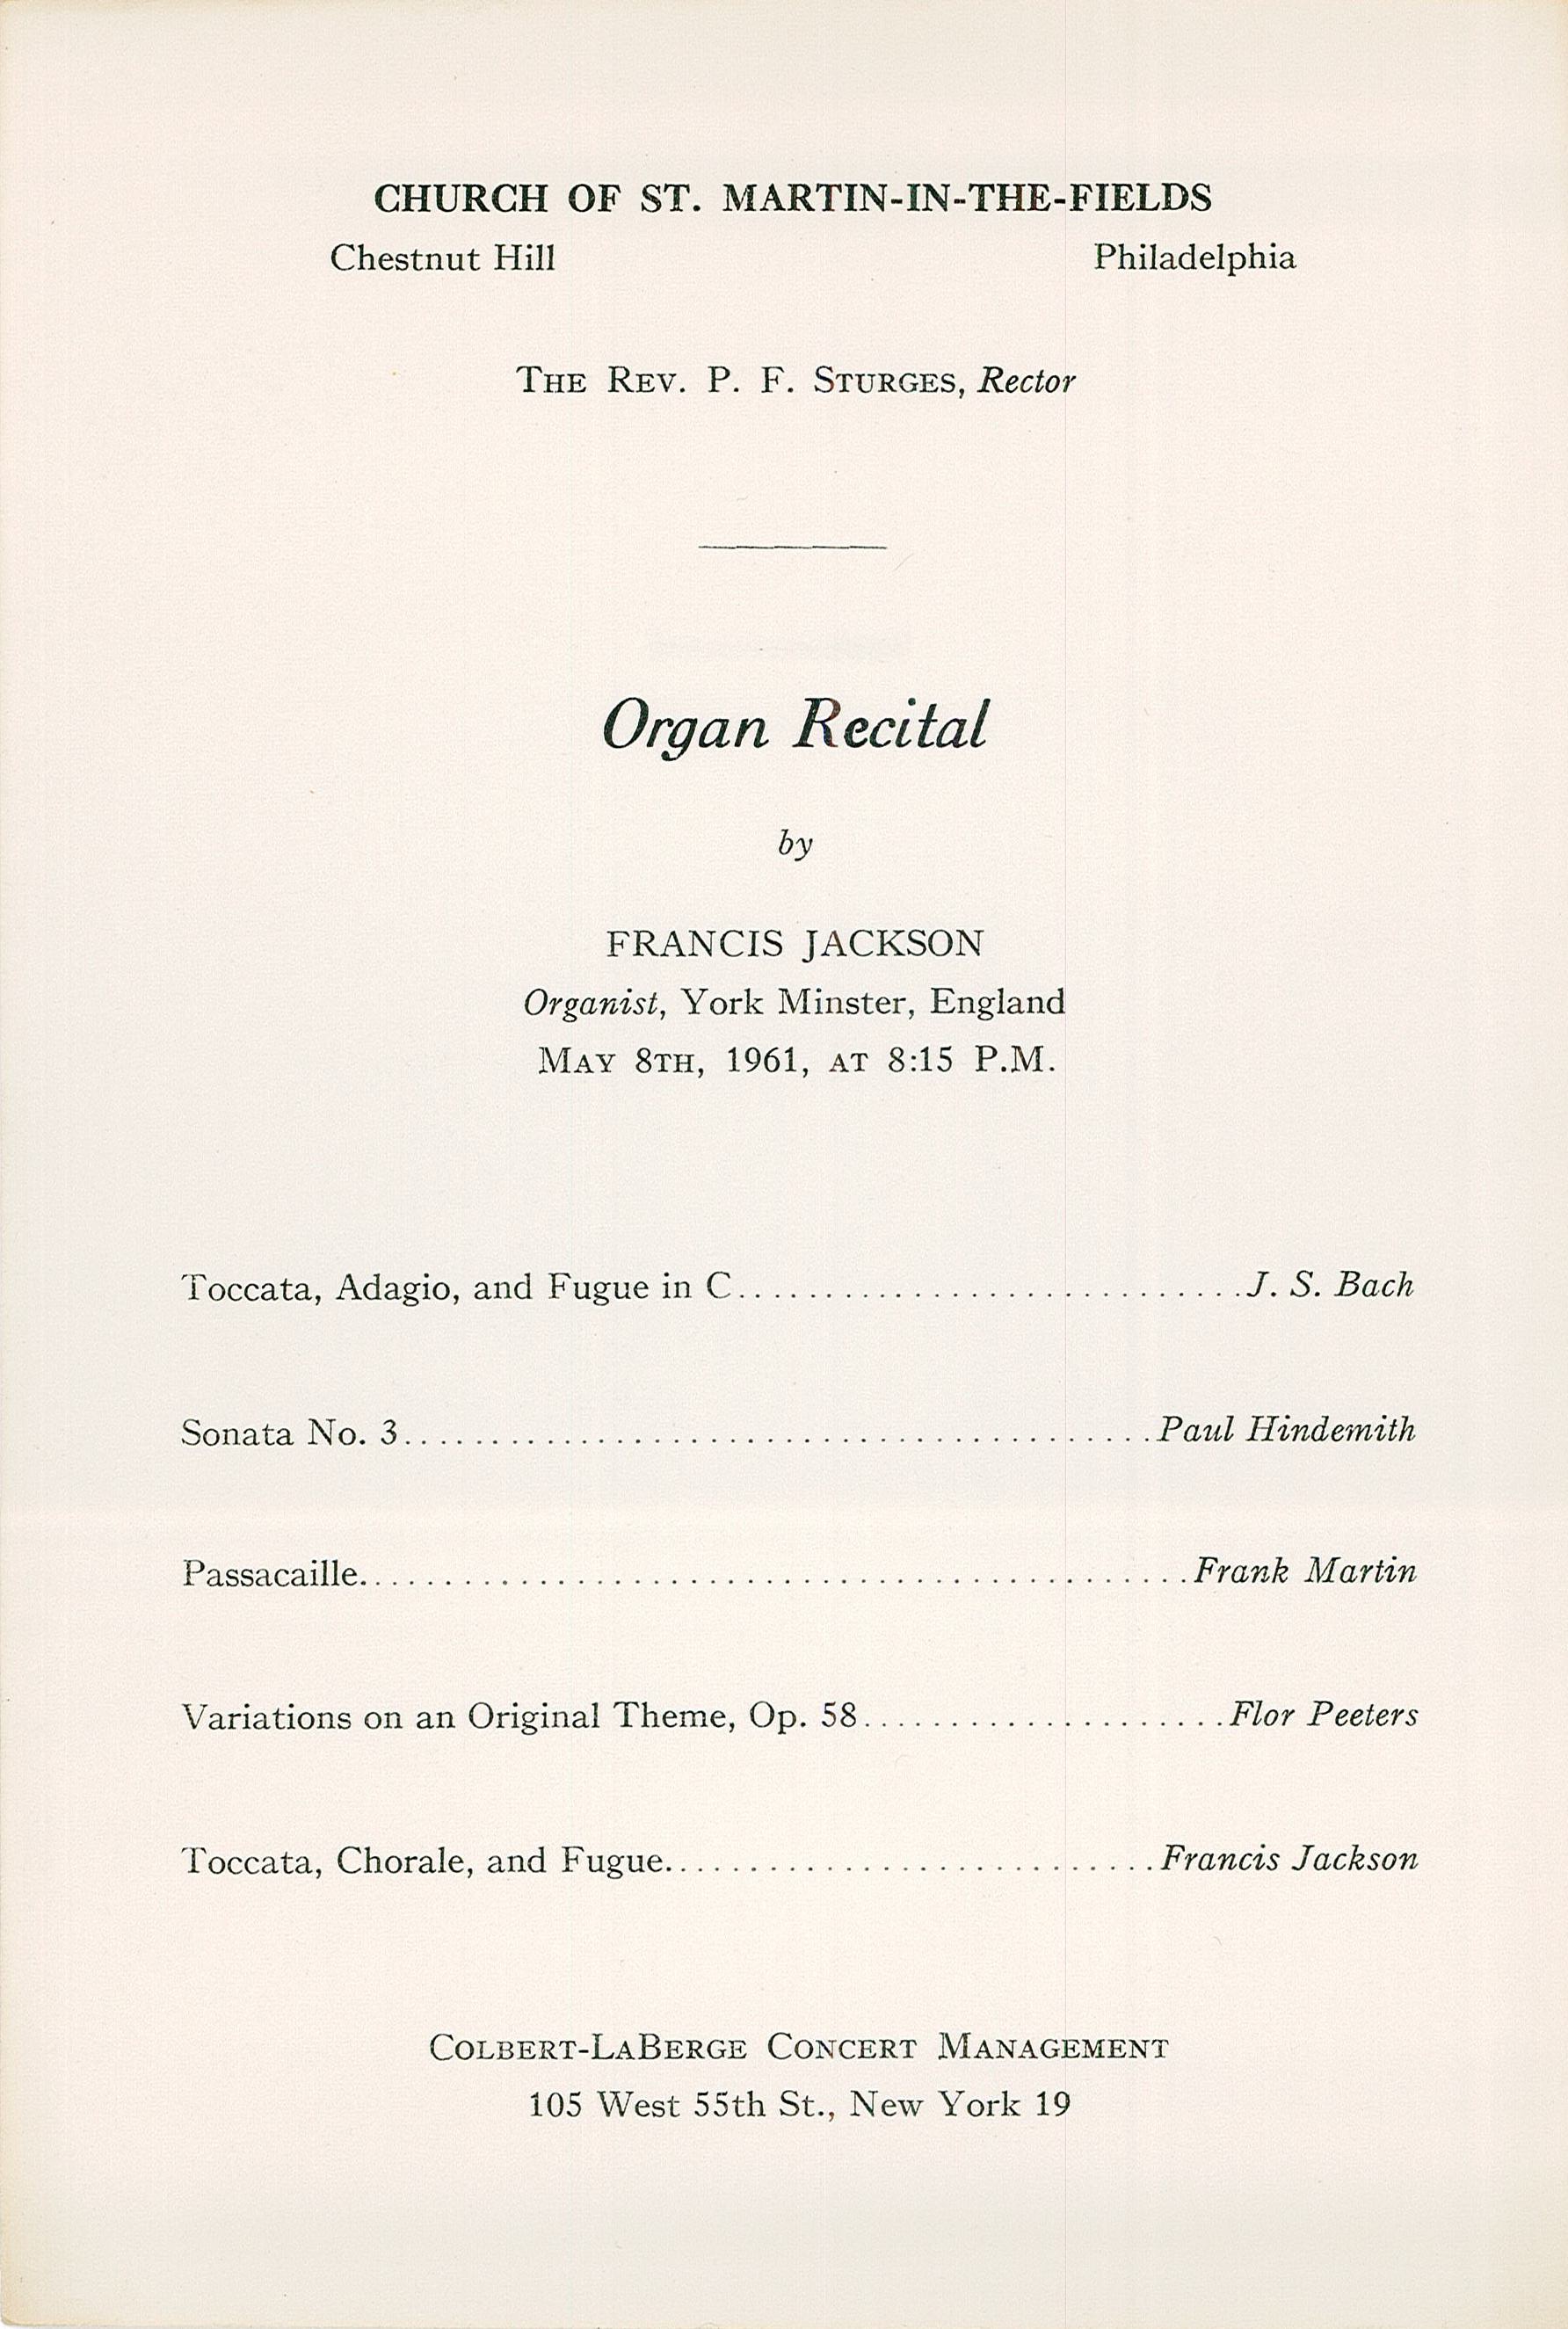 CHURCH OF ST. MARTIN-IN-THE-FIELDS
Chestnut Hill Philadelphia
THE REV. P. F. STURGES, Rector
Organ Recital
by
FRANCIS JACKSON
Organist, York Minster, England
MAY 8TH, 1961, AT 8:15 P.M.
Toccata, Adagio, and Fugue in C............................J. S. Bach
Sonata No. 3.........................................Paul Hindemith
Passacaille.............................................Frank Martin
Variations on an Original Theme, Op. 58....................Flor Peeters
Toccata, Chorale, and Fugue...........................Francis Jackson
COLBERT-LABERGE CONCERT MANAGEMENT
105 West 55th St., New York 19